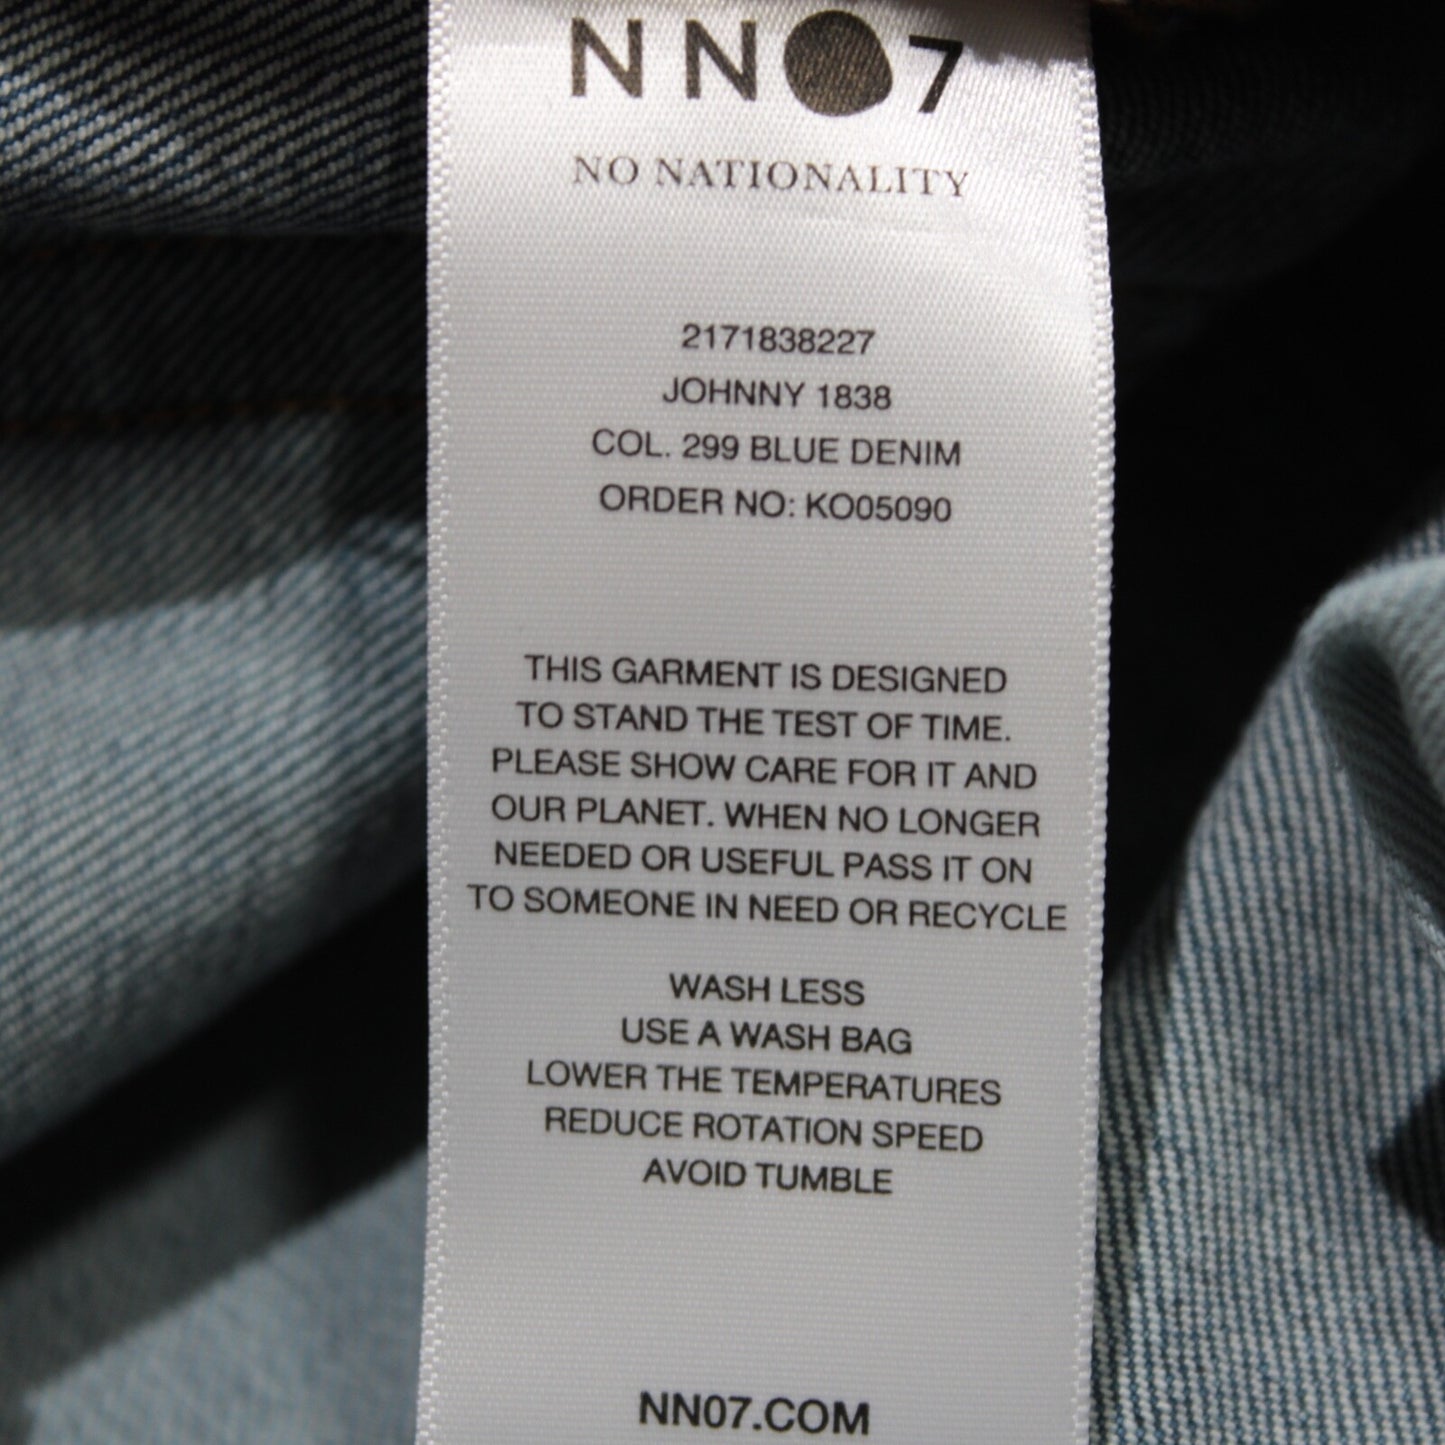 NN07
NO NATIONALITY
2171838227
JOHNNY 1838
COL. 299 BLUE DENIM
ORDER NO: KO05090
THIS GARMENT IS DESIGNED
TO STAND THE TEST OF TIME.
PLEASE SHOW CARE FOR IT AND
OUR PLANET. WHEN NO LONGER
NEEDED OR USEFUL PASS IT ON
TO SOMEONE IN NEED OR RECYCLE
WASH LESS
USE A WASH BAG
LOWER THE TEMPERATURES
REDUCE ROTATION SPEED
AVOID TUMBLE
NN07.COM